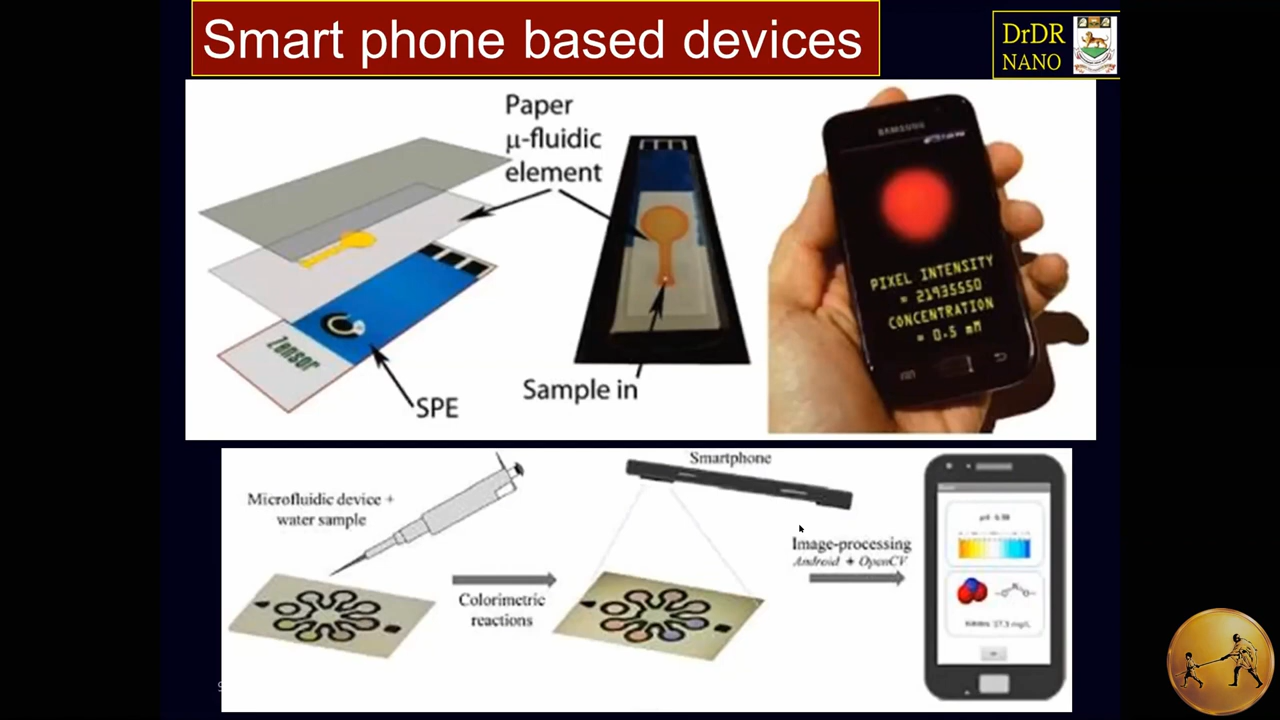 Smart phone based devices
DrDR
NANO
Paper
μ-fluidic
element
Zensor
SPE
Sample in
SAMSUNG
PIXEL INTENSITY
= 21935550
CONCENTRATION
= 0.5 mM
Microfluidic device +
water sample
Colorimetric
reactions
Smartphone
Image-processing
Android + OpenCV